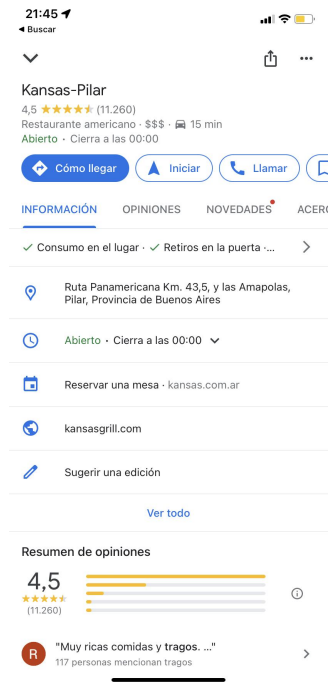 21:45
◀ Buscar
Kansas-Pilar
4,5 (11.260)
Restaurante americano · $$$ · 15 min
Abierto · Cierra a las 00:00
Cómo llegar
Iniciar
Llamar
INFORMACIÓN
OPINIONES
NOVEDADES
ACER
Consumo en el lugar · Retiros en la puerta ·...
Ruta Panamericana Km. 43,5, y las Amapolas,
Pilar, Provincia de Buenos Aires
Abierto · Cierra a las 00:00
Reservar una mesa · kansas.com.ar
kansasgrill.com
Sugerir una edición
Ver todo
Resumen de opiniones
4,5
(11.260)
R
"Muy ricas comidas y tragos. ..."
117 personas mencionan tragos